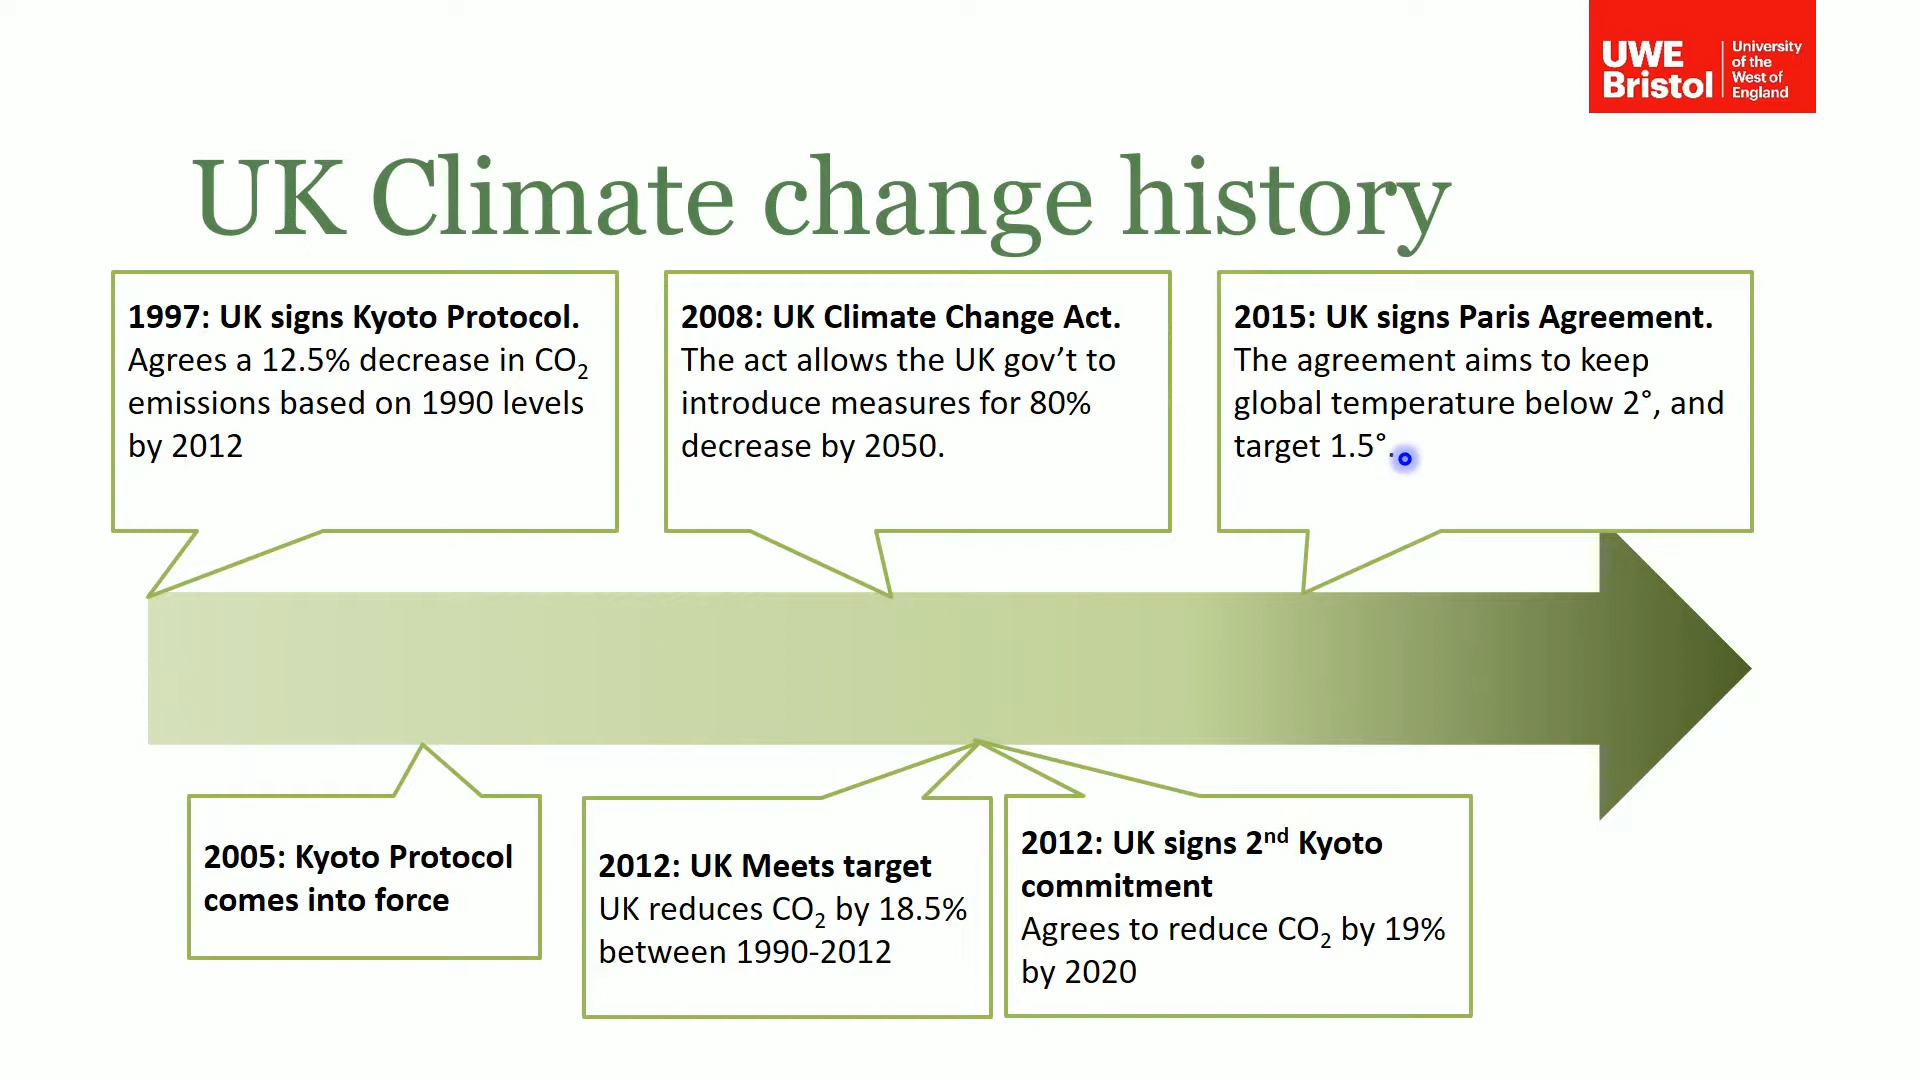 UWE
Bristol
University
of the
West of
England
UK Climate change history
1997: UK signs Kyoto Protocol.
Agrees a 12.5% decrease in CO₂
emissions based on 1990 levels
by 2012
2008: UK Climate Change Act.
The act allows the UK gov’t to
introduce measures for 80%
decrease by 2050.
2015: UK signs Paris Agreement.
The agreement aims to keep
global temperature below 2°, and
target 1.5°.
2005: Kyoto Protocol
comes into force
2012: UK Meets target
UK reduces CO₂ by 18.5%
between 1990-2012
2012: UK signs 2ⁿᵈ Kyoto
commitment
Agrees to reduce CO₂ by 19%
by 2020